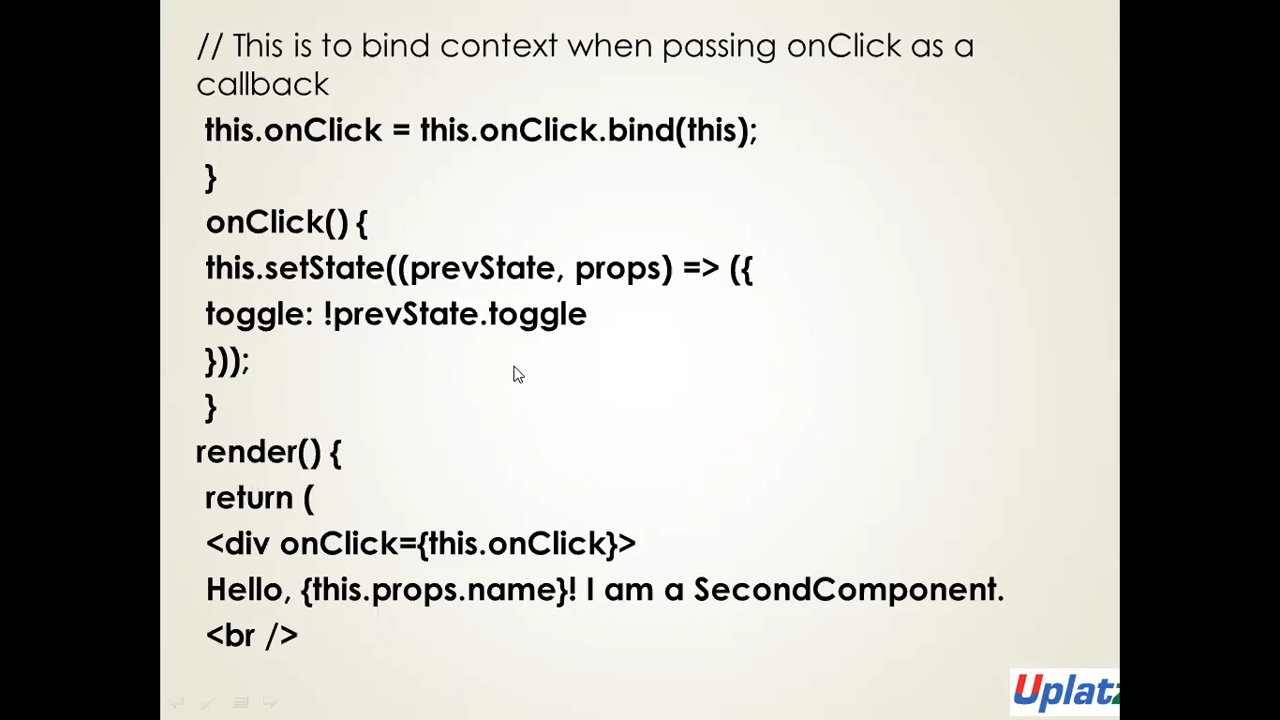 // This is to bind context when passing onClick as a
callback
this.onClick = this.onClick.bind(this);
}
onClick() {
this.setState((prevState, props) => ({
toggle: !prevState.toggle
}));
}
render() {
return (
<div onClick={this.onClick}>
Hello, {this.props.name}! I am a SecondComponent.
<br />
Uplatz